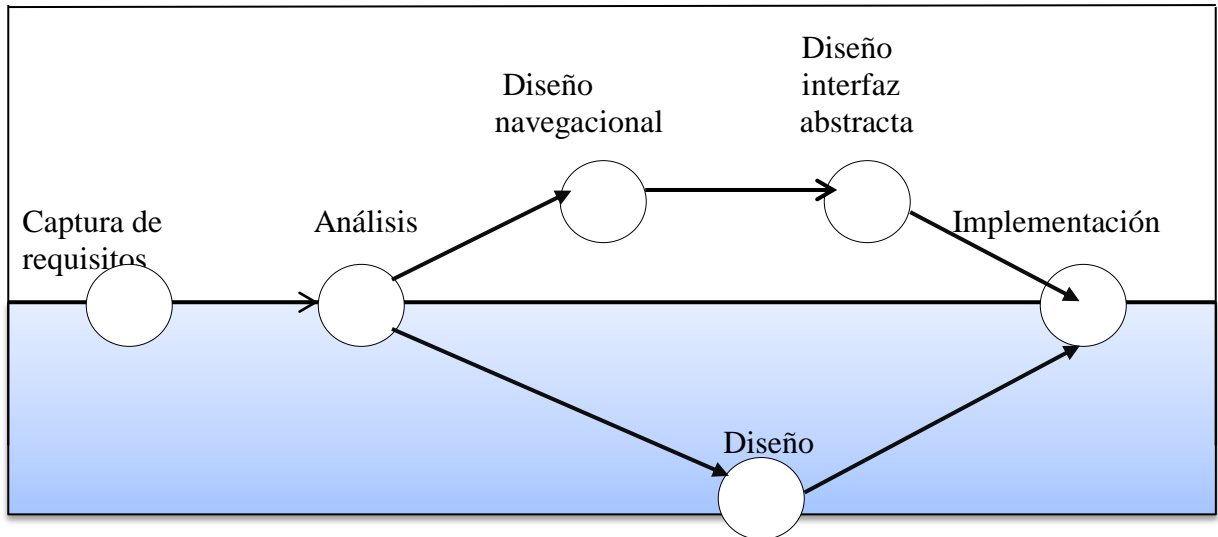 Diseño
navegacional
Diseño
interfaz
abstracta
Captura de
requisitos
Análisis
Implementación
Diseño